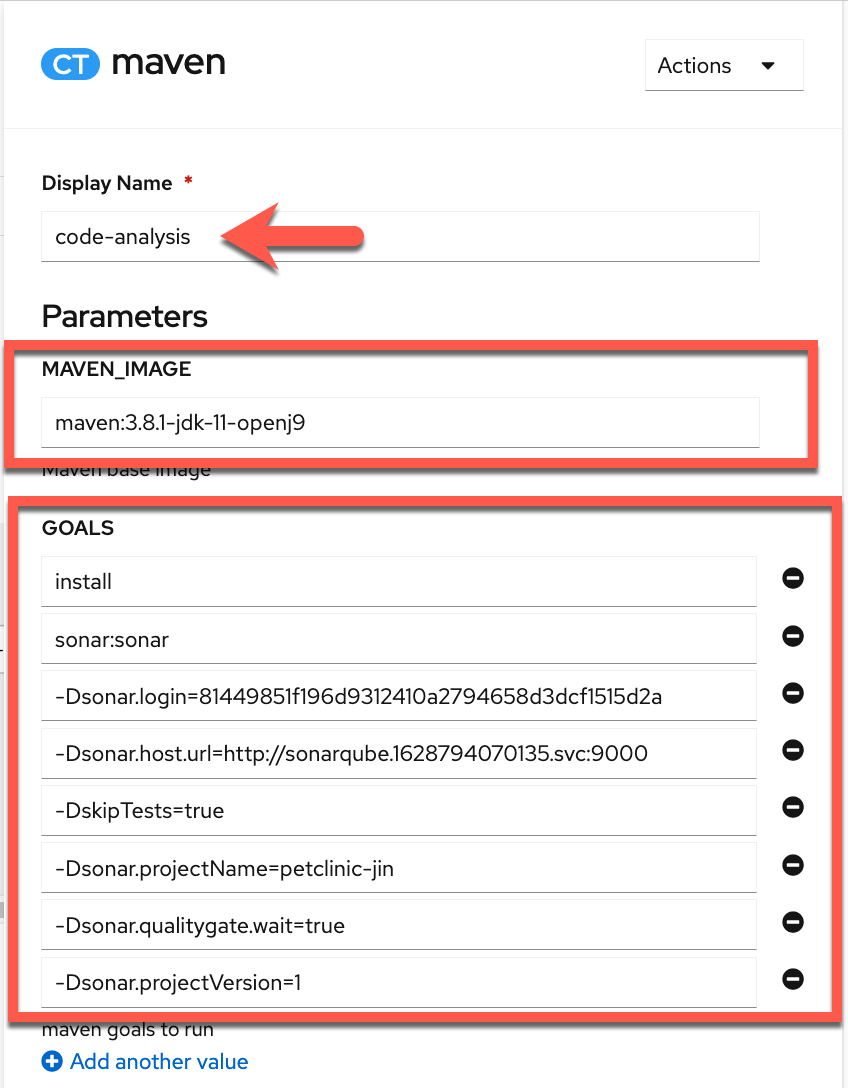 CT maven
Actions
Display Name *
code-analysis
Parameters
MAVEN_IMAGE
maven:3.8.1-jdk-11-openj9
Maven base image
GOALS
install
sonar:sonar
-Dsonar.login=81449851f196d9312410a2794658d3dcf1515d2a
-Dsonar.host.url=http://sonarqube.1628794070135.svc:9000
-DskipTests=true
-Dsonar.projectName=petclinic-jin
-Dsonar.qualitygate.wait=true
-Dsonar.projectVersion=1
maven goals to run
Add another value